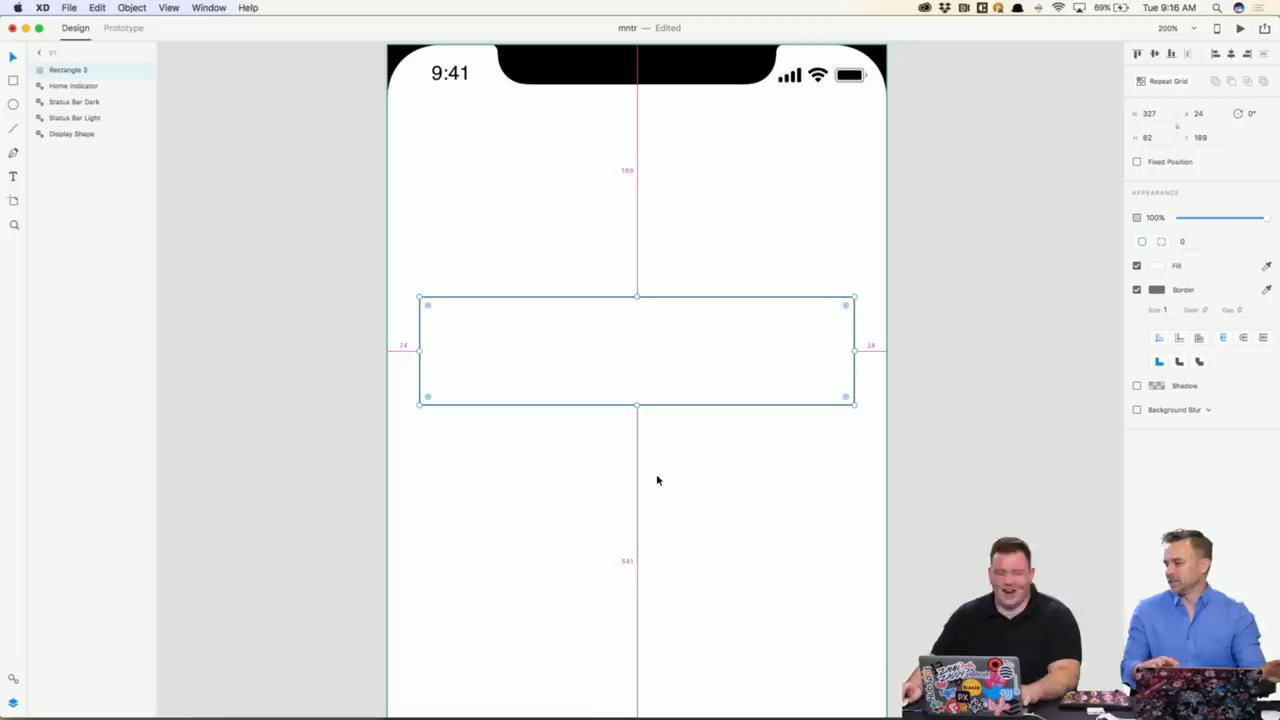 XD File Edit Object View Window Help
69% Tue 9:16 AM
Design Prototype
mntr — Edited
200%
01
Rectangle 3
Home Indicator
Status Bar Dark
Status Bar Light
Display Shape
9:41
189
24
24
541
Repeat Grid
W 327 X 24 0°
H 82 Y 189
Fixed Position
APPEARANCE
100%
0
Fill
Border
Size 1 Dash 0 Gap 0
Shadow
Background Blur
basic
PX